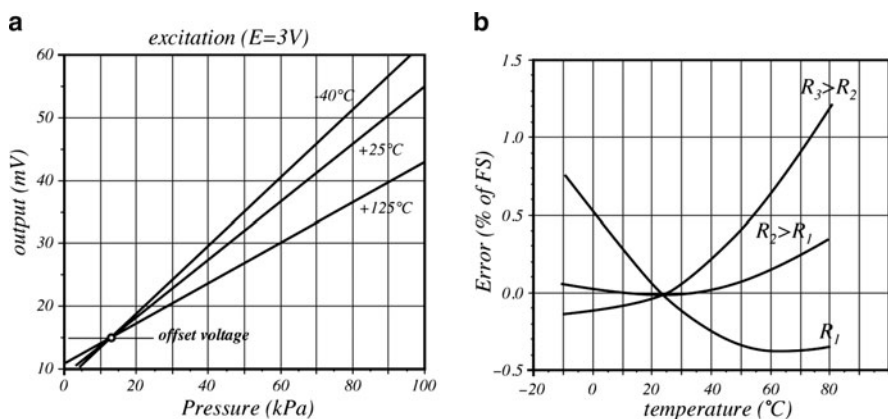 a
excitation (E=3V)
60
50
40
30
20
10
output (mV)
-40°C
+25°C
+125°C
offset voltage
0 20 40 60 80 100
Pressure (kPa)
b
1.5
1.0
0.5
0.0
−0.5
Error (% of FS)
R3>R2
R2>R1
R1
−20 0 20 40 60 80
temperature (°C)